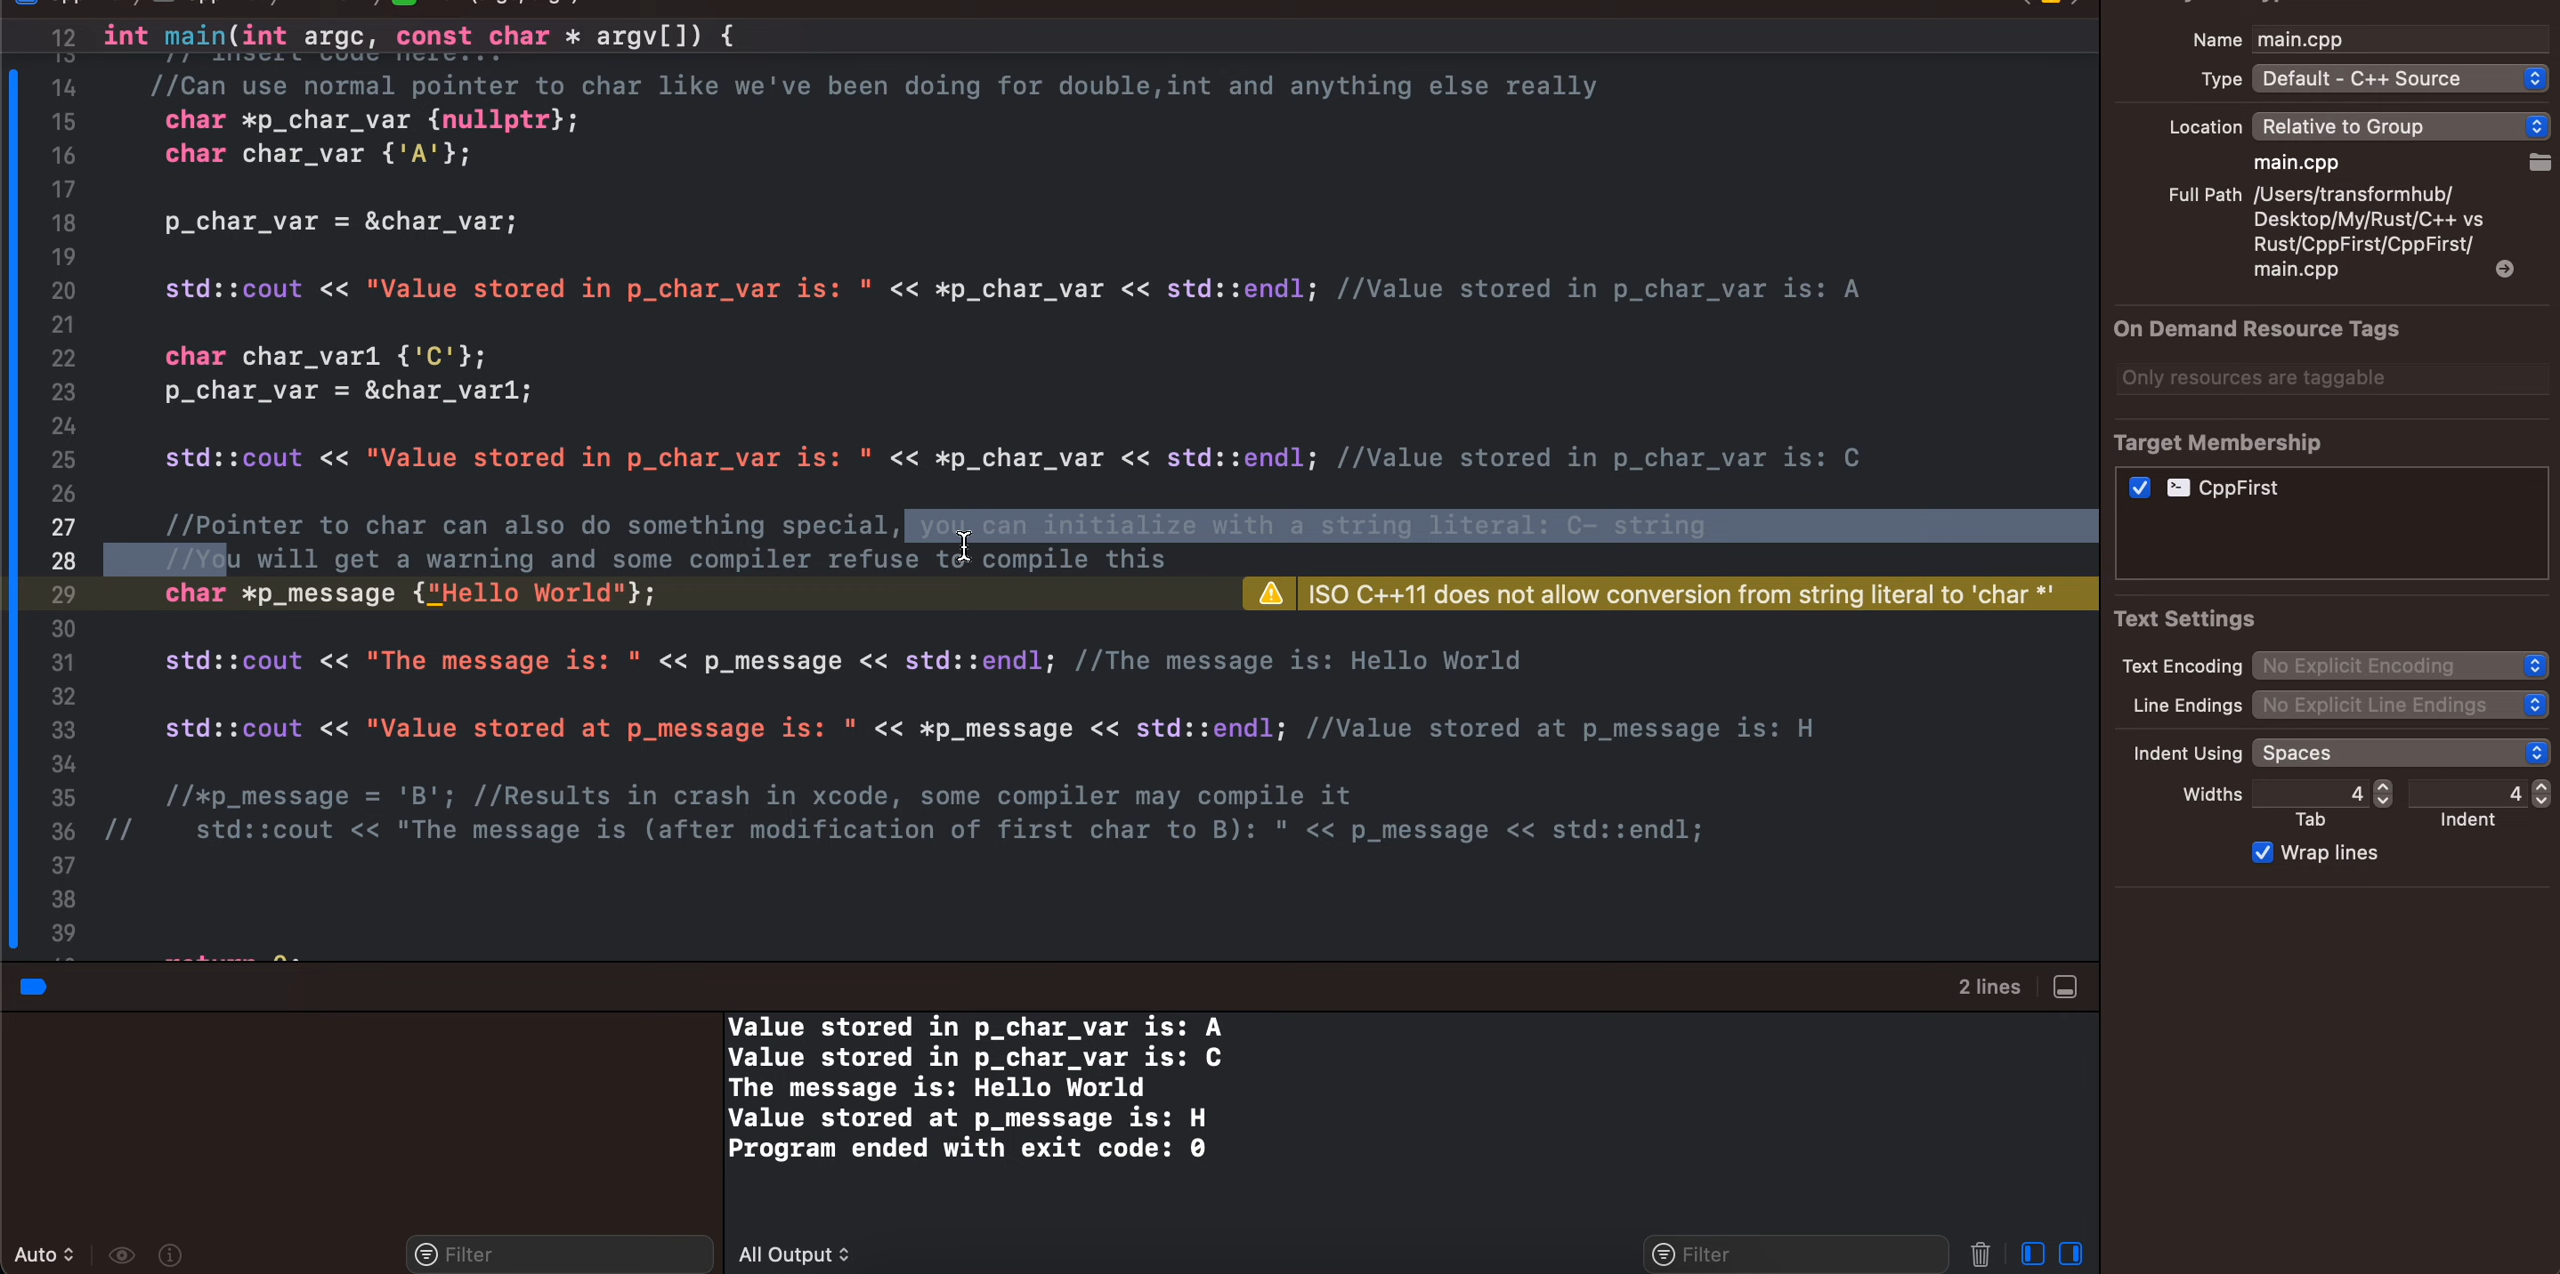 12 int main(int argc, const char * argv[]) {
13 // insert code here...
14 //Can use normal pointer to char like we've been doing for double,int and anything else really
15 char *p_char_var {nullptr};
16 char char_var {'A'};
17
18 p_char_var = &char_var;
19
20 std::cout << "Value stored in p_char_var is: " << *p_char_var << std::endl; //Value stored in p_char_var is: A
21
22 char char_var1 {'C'};
23 p_char_var = &char_var1;
24
25 std::cout << "Value stored in p_char_var is: " << *p_char_var << std::endl; //Value stored in p_char_var is: C
26
27 //Pointer to char can also do something special, you can initialize with a string literal: C- string
28 //You will get a warning and some compiler refuse to compile this
29 char *p_message {"Hello World"}; ISO C++11 does not allow conversion from string literal to 'char *'
30
31 std::cout << "The message is: " << p_message << std::endl; //The message is: Hello World
32
33 std::cout << "Value stored at p_message is: " << *p_message << std::endl; //Value stored at p_message is: H
34
35 //*p_message = 'B'; //Results in crash in xcode, some compiler may compile it
36 // std::cout << "The message is (after modification of first char to B): " << p_message << std::endl;
37
38
39
2 lines
Value stored in p_char_var is: A
Value stored in p_char_var is: C
The message is: Hello World
Value stored at p_message is: H
Program ended with exit code: 0
Auto
Filter
All Output
Filter
Name main.cpp
Type Default - C++ Source
Location Relative to Group
main.cpp
Full Path /Users/transformhub/
Desktop/My/Rust/C++ vs
Rust/CppFirst/CppFirst/
main.cpp
On Demand Resource Tags
Only resources are taggable
Target Membership
CppFirst
Text Settings
Text Encoding No Explicit Encoding
Line Endings No Explicit Line Endings
Indent Using Spaces
Widths 4 4
Tab Indent
Wrap lines